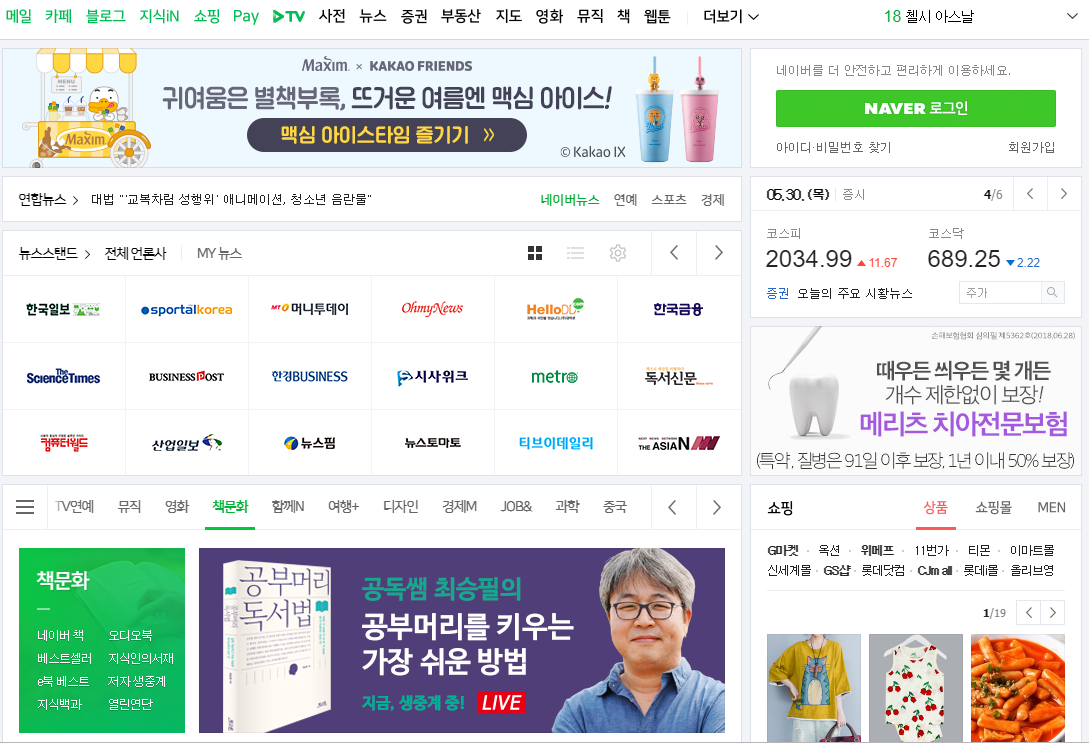 메일 카페 블로그 지식iN 쇼핑 Pay ▶TV 사전 뉴스 증권 부동산 지도 영화 뮤직 책 웹툰 더보기
18 첼시 아스날
MENU
Maxim
Maxim × KAKAO FRIENDS
귀여움은 별책부록, 뜨거운 여름엔 맥심 아이스!
맥심 아이스타임 즐기기 »
© Kakao IX
네이버를 더 안전하고 편리하게 이용하세요.
NAVER 로그인
아이디·비밀번호 찾기 회원가입
연합뉴스 > 대법 "'교복차림 성행위' 애니메이션, 청소년 음란물"
네이버뉴스 연예 스포츠 경제
05.30. (목) 증시 4/6
코스피 코스닥
2034.99 ▲11.67 689.25 ▼2.22
증권 오늘의 주요 시황뉴스 주가
뉴스스탠드 > 전체 언론사 MY 뉴스
한국일보 sportalkorea MTO 머니투데이 OhmyNews HelloDD 한국금융
The ScienceTimes BUSINESSPOST 한경BUSINESS 시사위크 metro 독서신문
컴퓨터월드 산업일보 뉴스핌 뉴스토마토 티브이데일리 THE ASIAN
손해보험협회 심의필 제5362호(2018.06.28)
때우든 씌우든 몇 개든
개수 제한없이 보장!
메리츠 치아전문보험
(특약, 질병은 91일 이후 보장, 1년 이내 50% 보장)
TV연예 뮤직 영화 책문화 함께N 여행+ 디자인 경제M JOB& 과학 중국
책문화
네이버 책 오디오북
베스트셀러 지식인의서재
e북 베스트 저자생중계
지식백과 열린연단
공부머리
독서법
공독쌤 최승필의
공부머리를 키우는
가장 쉬운 방법
지금, 생중계 중! LIVE
쇼핑 상품 쇼핑몰 MEN
G마켓 · 옥션 · 위메프 · 11번가 · 티몬 · 이마트몰
신세계몰 · GS샵 · 롯데닷컴 · CJmall · 롯데i몰 · 올리브영
1/19